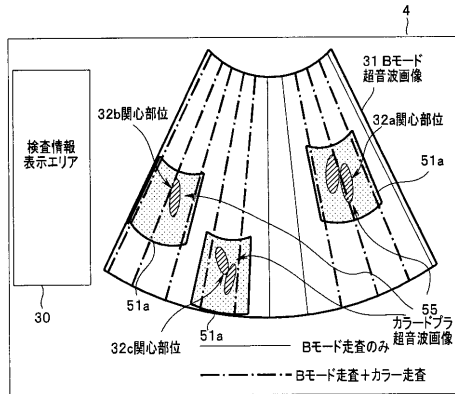 4
31 Bモード
超音波画像
32b関心部位
32a関心部位
検査情報
表示エリア
51a
51a
30
51a
55
カラードプラ
超音波画像
32c関心部位
Bモード走査のみ
Bモード走査+カラー走査